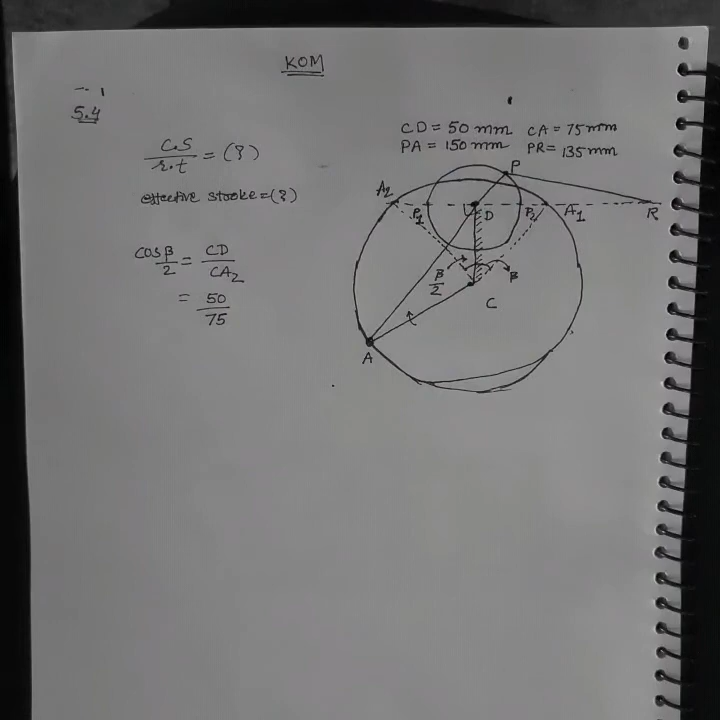 KOM
5.4
C.S / r.t = (?)
effective stroke = (?)
cos β/2 = CD / CA2
= 50 / 75
CD = 50 mm CA = 75 mm
PA = 150 mm PR = 135 mm
P
A2 P1 D P2 A1 R
β/2 β
C
A